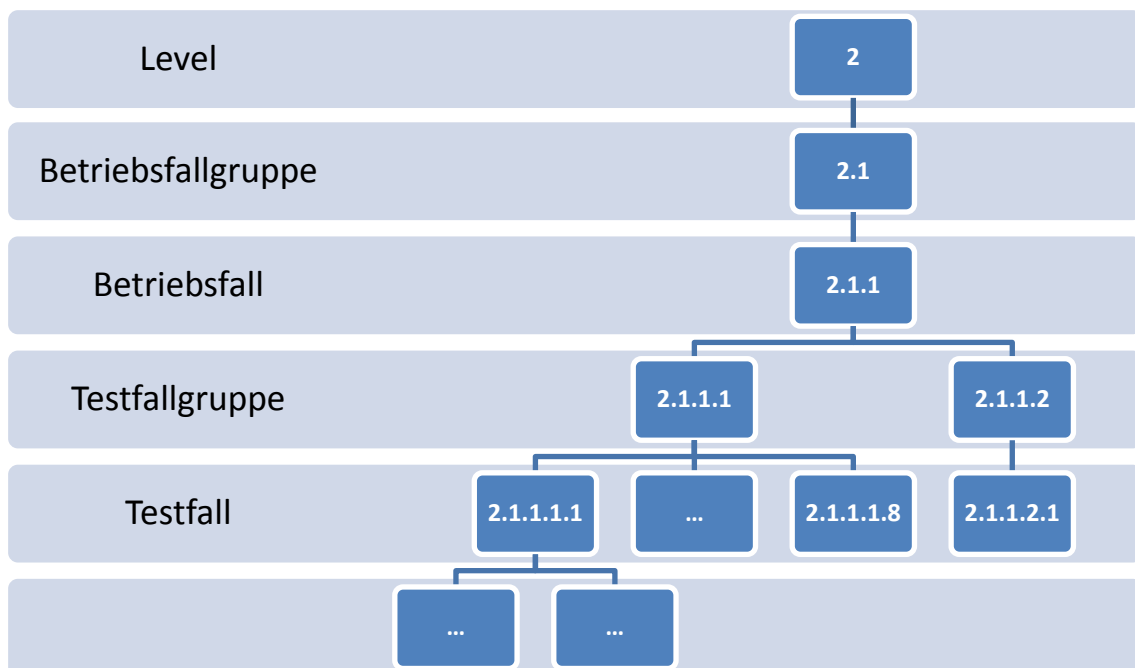 Level
2
Betriebsfallgruppe
2.1
Betriebsfall
2.1.1
Testfallgruppe
2.1.1.1
2.1.1.2
Testfall
2.1.1.1.1
...
2.1.1.1.8
2.1.1.2.1
...
...